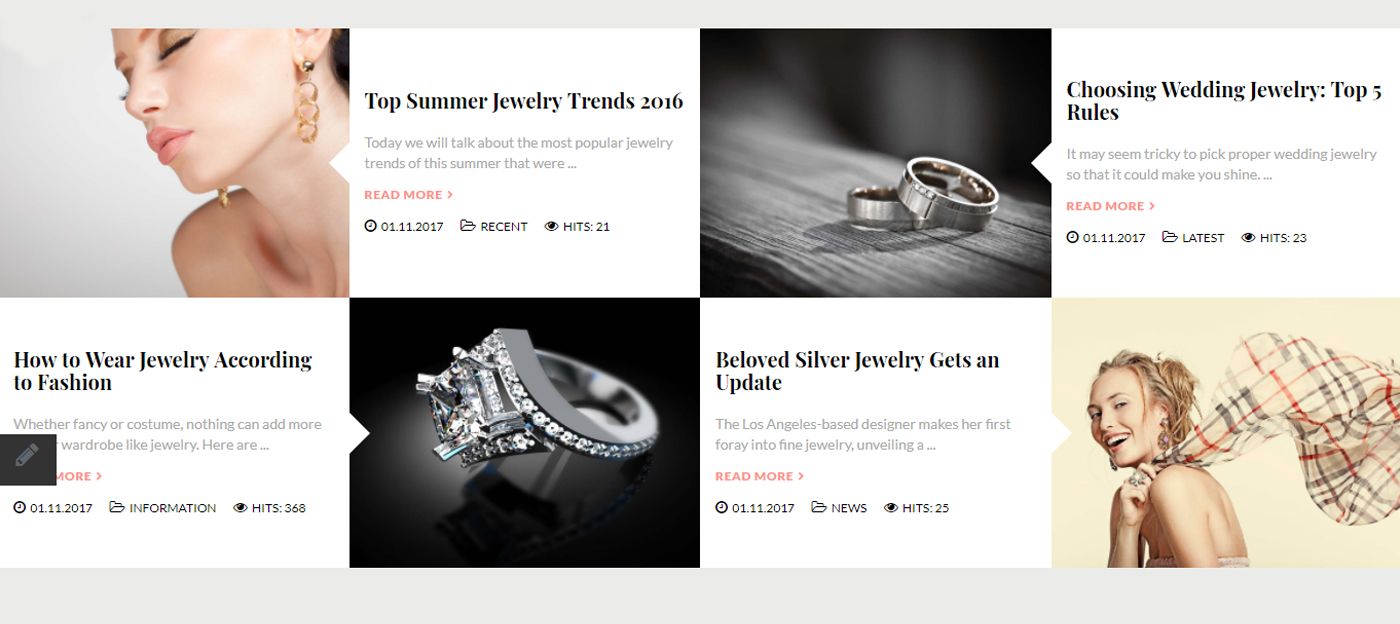 Top Summer Jewelry Trends 2016
Today we will talk about the most popular jewelry
trends of this summer that were ...
READ MORE
01.11.2017 RECENT HITS: 21
Choosing Wedding Jewelry: Top 5
Rules
It may seem tricky to pick proper wedding jewelry
so that it could make you shine. ...
READ MORE
01.11.2017 LATEST HITS: 23
How to Wear Jewelry According
to Fashion
Whether fancy or costume, nothing can add more
wardrobe like jewelry. Here are ...
MORE
01.11.2017 INFORMATION HITS: 368
Beloved Silver Jewelry Gets an
Update
The Los Angeles-based designer makes her first
foray into fine jewelry, unveiling a ...
READ MORE
01.11.2017 NEWS HITS: 25